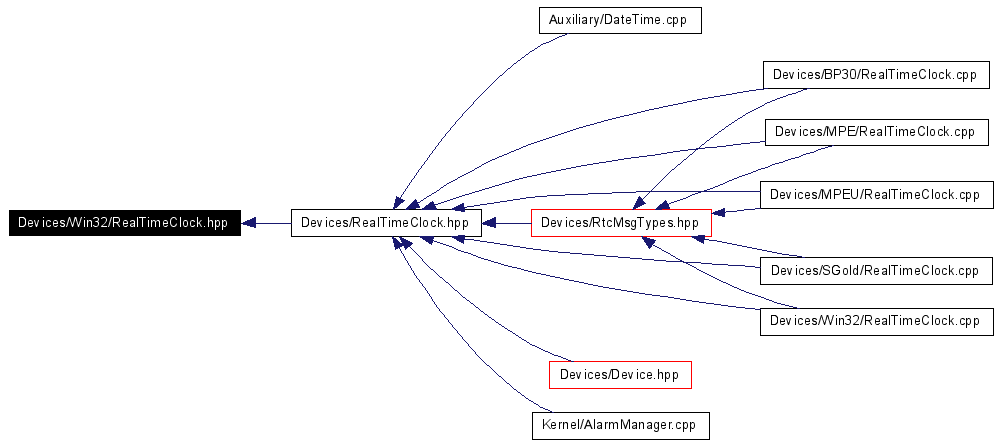 Auxiliary/DateTime.cpp
Devices/BP30/RealTimeClock.cpp
Devices/MPE/RealTimeClock.cpp
Devices/MPEU/RealTimeClock.cpp
Devices/Win32/RealTimeClock.hpp
Devices/RealTimeClock.hpp
Devices/RtcMsgTypes.hpp
Devices/SGold/RealTimeClock.cpp
Devices/Win32/RealTimeClock.cpp
Devices/Device.hpp
Kernel/AlarmManager.cpp